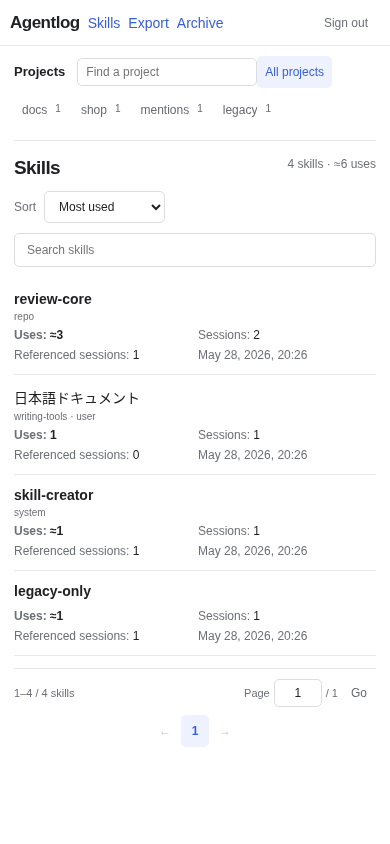 Agentlog Skills Export Archive Sign out
Projects Find a project All projects
docs 1 shop 1 mentions 1 legacy 1
Skills 4 skills · ≈6 uses
Sort Most used
Search skills
review-core
repo
Uses: ≈3 Sessions: 2
Referenced sessions: 1 May 28, 2026, 20:26
日本語ドキュメント
writing-tools · user
Uses: 1 Sessions: 1
Referenced sessions: 0 May 28, 2026, 20:26
skill-creator
system
Uses: ≈1 Sessions: 1
Referenced sessions: 1 May 28, 2026, 20:26
legacy-only
Uses: ≈1 Sessions: 1
Referenced sessions: 1 May 28, 2026, 20:26
1–4 / 4 skills Page 1 / 1 Go
← 1 →